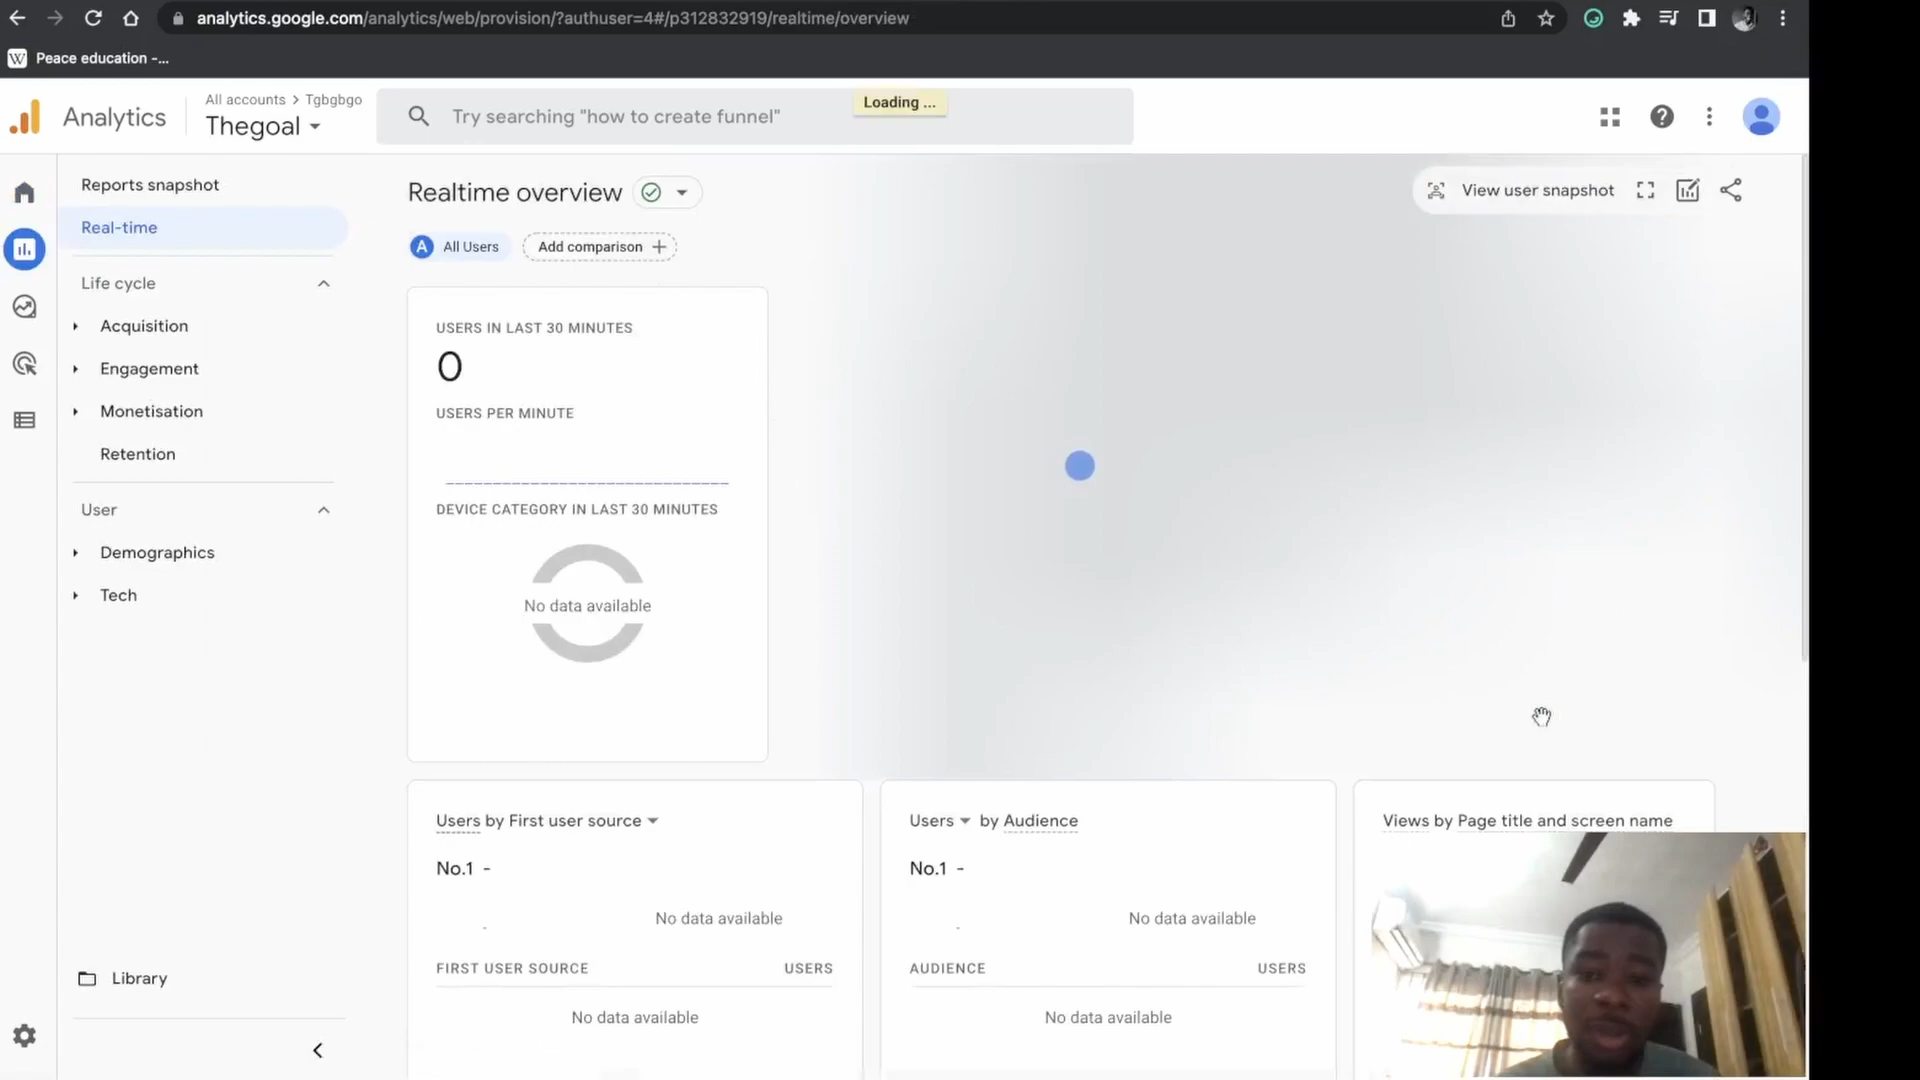 analytics.google.com/analytics/web/provision/?authuser=4#/p312832919/realtime/overview
W Peace education -...
Analytics
All accounts > Tgbgbgo
Thegoal
Try searching "how to create funnel"
Loading ...
Reports snapshot
Real-time
Life cycle
Acquisition
Engagement
Monetisation
Retention
User
Demographics
Tech
Library
Realtime overview
View user snapshot
A All Users
Add comparison +
USERS IN LAST 30 MINUTES
0
USERS PER MINUTE
DEVICE CATEGORY IN LAST 30 MINUTES
No data available
Users by First user source
No.1 -
-
No data available
FIRST USER SOURCE USERS
No data available
Users by Audience
No.1 -
-
No data available
AUDIENCE USERS
No data available
Views by Page title and screen name